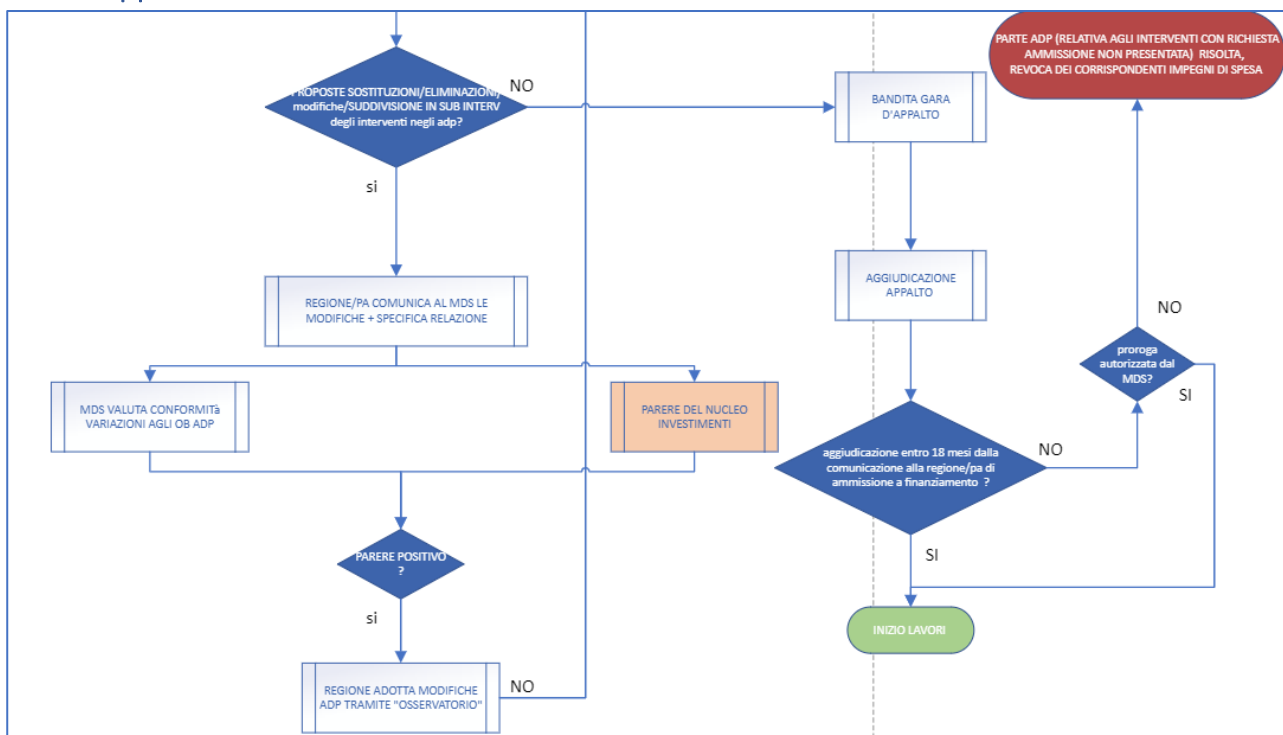 PARTE ADP (RELATIVA AGLI INTERVENTI CON RICHIESTA
AMMISSIONE NON PRESENTATA) RISOLTA,
REVOCA DEI CORRISPONDENTI IMPEGNI DI SPESA
PROPOSTE SOSTITUZIONI/ELIMINAZIONI/
modifiche/SUDDIVISIONE IN SUB INTERV
degli interventi negli adp?
NO
BANDITA GARA
D'APPALTO
si
AGGIUDICAZIONE
APPALTO
REGIONE/PA COMUNICA AL MDS LE
MODIFICHE + SPECIFICA RELAZIONE
NO
proroga
autorizzata dal
MDS?
SI
MDS VALUTA CONFORMITà
VARIAZIONI AGLI OB ADP
PARERE DEL NUCLEO
INVESTIMENTI
aggiudicazione entro 18 mesi dalla
comunicazione alla regione/pa di
ammissione a finanziamento ?
NO
SI
PARERE POSITIVO
?
si
INIZIO LAVORI
REGIONE ADOTTA MODIFICHE
ADP TRAMITE "OSSERVATORIO"
NO